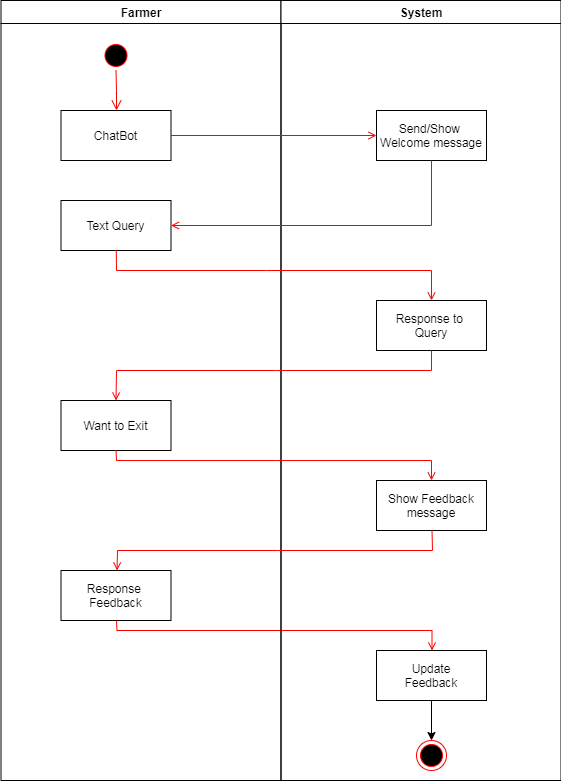 Farmer
System
ChatBot
Send/Show
Welcome message
Text Query
Response to
Query
Want to Exit
Show Feedback
message
Response
Feedback
Update
Feedback